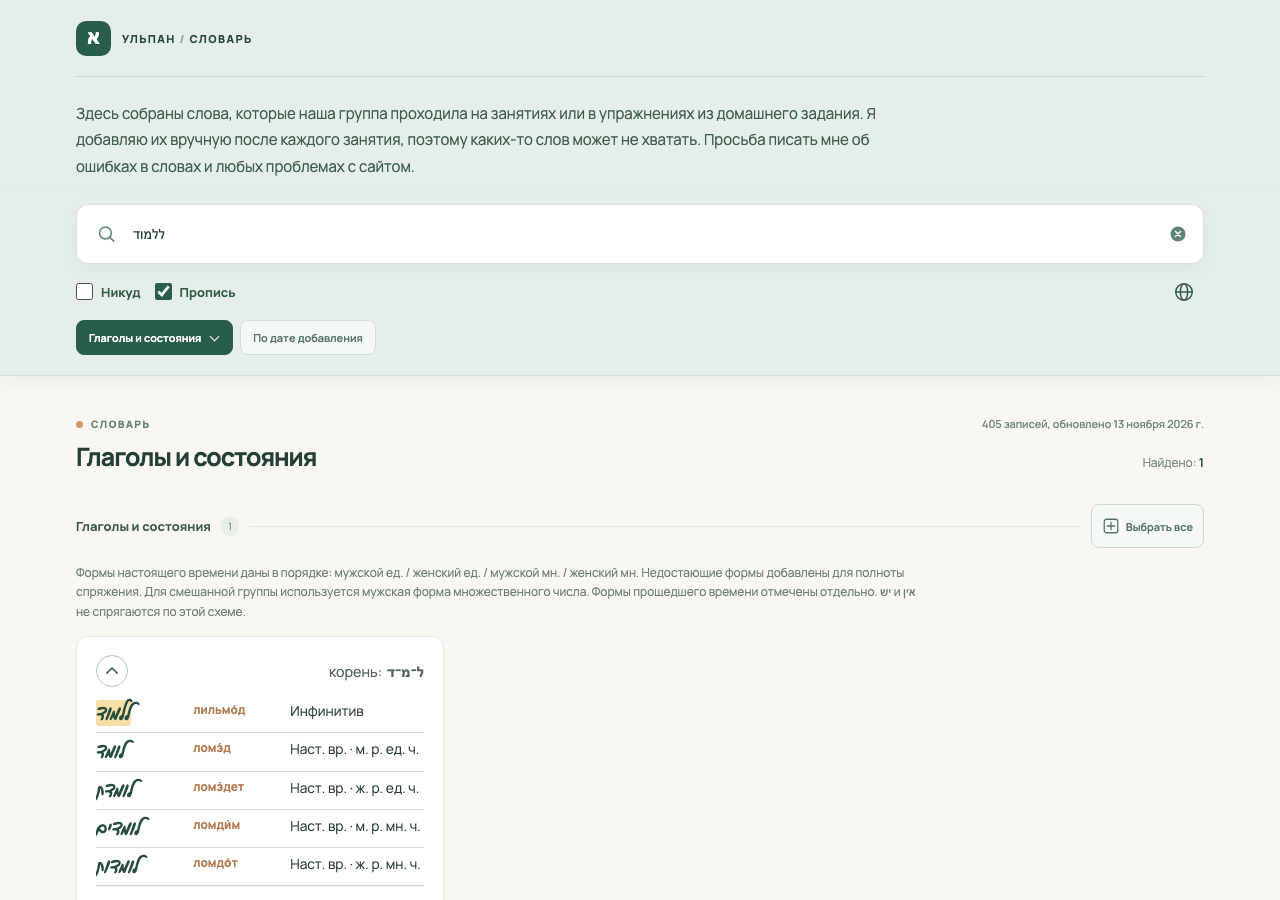 א УЛЬПАН / СЛОВАРЬ
Здесь собраны слова, которые наша группа проходила на занятиях или в упражнениях из домашнего задания. Я
добавляю их вручную после каждого занятия, поэтому каких-то слов может не хватать. Просьба писать мне об
ошибках в словах и любых проблемах с сайтом.
ללמוד
Никуд Пропись
Глаголы и состояния По дате добавления
СЛОВАРЬ 405 записей, обновлено 13 ноября 2026 г.
Глаголы и состояния Найдено: 1
Глаголы и состояния 1 Выбрать все
Формы настоящего времени даны в порядке: мужской ед. / женский ед. / мужской мн. / женский мн. Недостающие формы добавлены для полноты
спряжения. Для смешанной группы используется мужская форма множественного числа. Формы прошедшего времени отмечены отдельно. יש и אין
не спрягаются по этой схеме.
корень: ל־מ־ד
ללמוד лильмо́д Инфинитив
לומד ломэ́д Наст. вр. · м. р. ед. ч.
לומדת ломэ́дет Наст. вр. · ж. р. ед. ч.
לומדים ломди́м Наст. вр. · м. р. мн. ч.
לומדות ломдо́т Наст. вр. · ж. р. мн. ч.